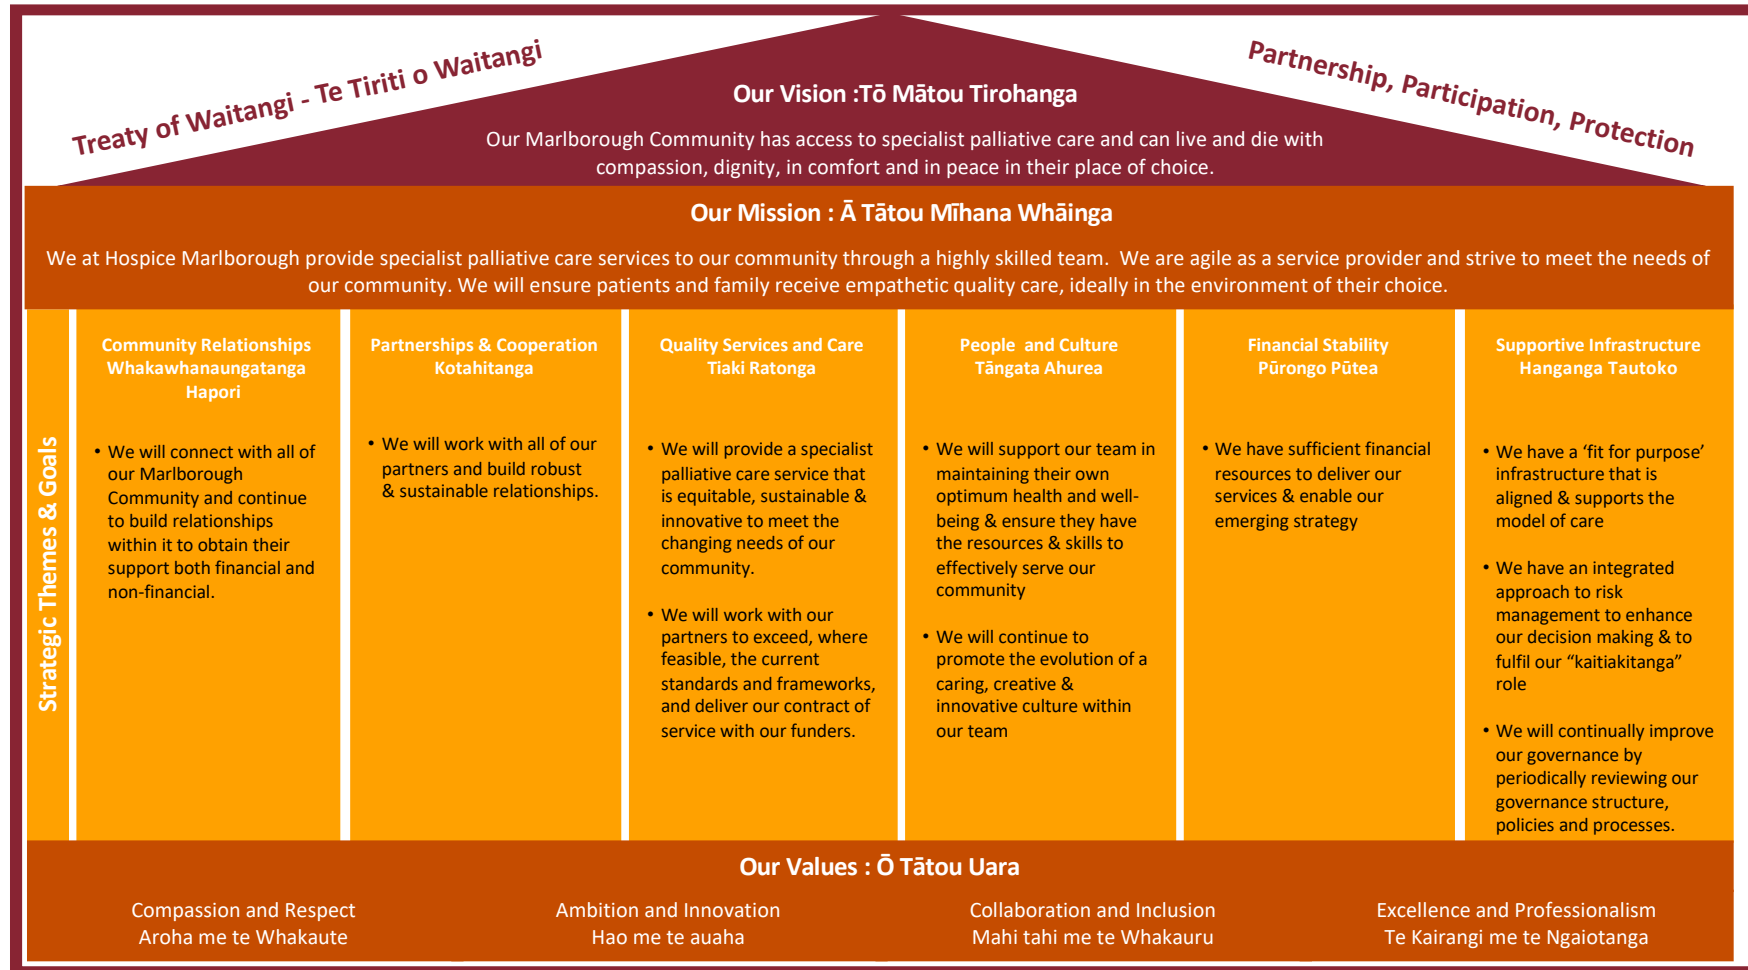 Treaty of Waitangi - Te Tiriti o Waitangi
Partnership, Participation, Protection
Our Vision :Tō Mātou Tirohanga
Our Marlborough Community has access to specialist palliative care and can live and die with
compassion, dignity, in comfort and in peace in their place of choice.
Our Mission : Ā Tātou Mīhana Whāinga
We at Hospice Marlborough provide specialist palliative care services to our community through a highly skilled team.  We are agile as a service provider and strive to meet the needs of
our community. We will ensure patients and family receive empathetic quality care, ideally in the environment of their choice.
Strategic Themes & Goals
Community Relationships
Whakawhanaungatanga
Hapori
• We will connect with all of
our Marlborough
Community and continue
to build relationships
within it to obtain their
support both financial and
non-financial.
Partnerships & Cooperation
Kotahitanga
• We will work with all of our
partners and build robust
& sustainable relationships.
Quality Services and Care
Tiaki Ratonga
• We will provide a specialist
palliative care service that
is equitable, sustainable &
innovative to meet the
changing needs of our
community.
• We will work with our
partners to exceed, where
feasible, the current
standards and frameworks,
and deliver our contract of
service with our funders.
People  and Culture
Tāngata Ahurea
• We will support our team in
maintaining their own
optimum health and well-
being & ensure they have
the resources & skills to
effectively serve our
community
• We will continue to
promote the evolution of a
caring, creative &
innovative culture within
our team
Financial Stability
Pūrongo Pūtea
• We have sufficient financial
resources to deliver our
services & enable our
emerging strategy
Supportive Infrastructure
Hanganga Tautoko
• We have a ‘fit for purpose’
infrastructure that is
aligned & supports the
model of care
• We have an integrated
approach to risk
management to enhance
our decision making & to
fulfil our “kaitiakitanga”
role
• We will continually improve
our governance by
periodically reviewing our
governance structure,
policies and processes.
Our Values : Ō Tātou Uara
Compassion and Respect
Aroha me te Whakaute
Ambition and Innovation
Hao me te auaha
Collaboration and Inclusion
Mahi tahi me te Whakauru
Excellence and Professionalism
Te Kairangi me te Ngaiotanga